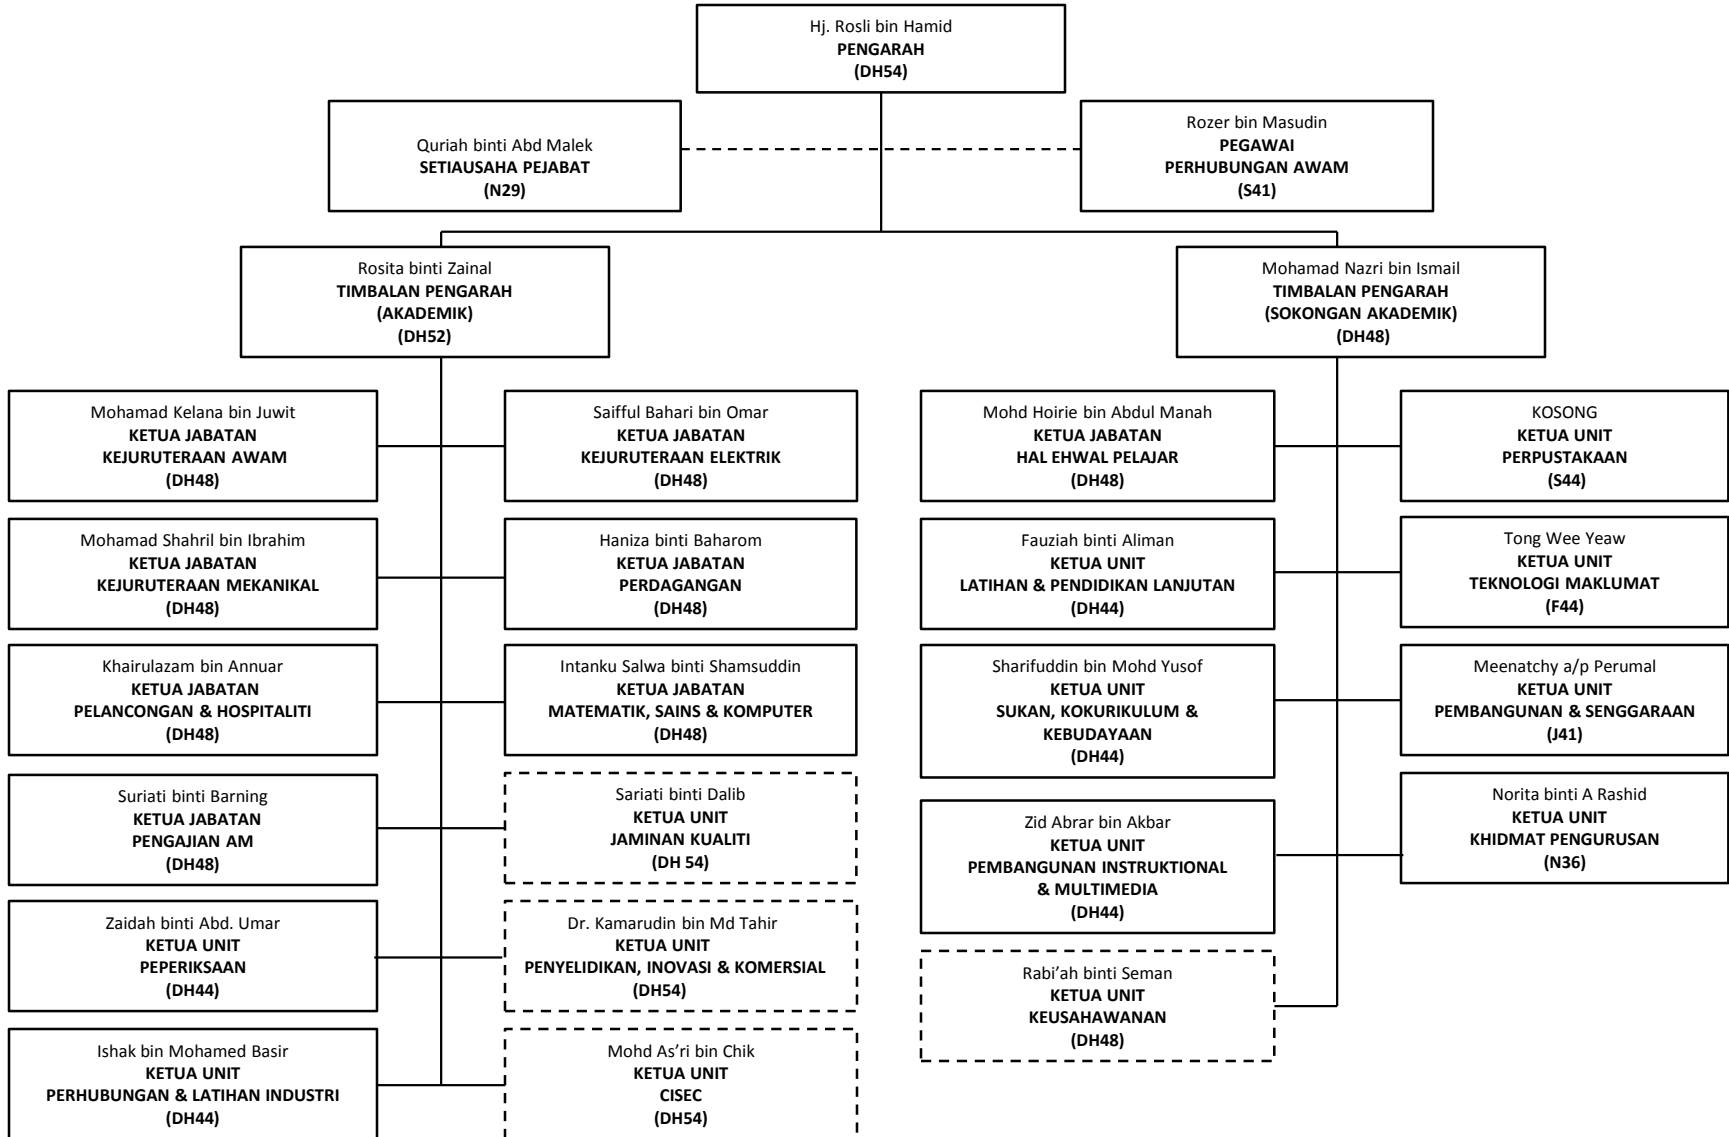 Hj. Rosli bin Hamid
PENGARAH
(DH54)
Quriah binti Abd Malek
SETIAUSAHA PEJABAT
(N29)
Rozer bin Masudin
PEGAWAI
PERHUBUNGAN AWAM
(S41)
Rosita binti Zainal
TIMBALAN PENGARAH
(AKADEMIK)
(DH52)
Mohamad Nazri bin Ismail
TIMBALAN PENGARAH
(SOKONGAN AKADEMIK)
(DH48)
Mohamad Kelana bin Juwit
KETUA JABATAN
KEJURUTERAAN AWAM
(DH48)
Saifful Bahari bin Omar
KETUA JABATAN
KEJURUTERAAN ELEKTRIK
(DH48)
Mohd Hoirie bin Abdul Manah
KETUA JABATAN
HAL EHWAL PELAJAR
(DH48)
KOSONG
KETUA UNIT
PERPUSTAKAAN
(S44)
Mohamad Shahril bin Ibrahim
KETUA JABATAN
KEJURUTERAAN MEKANIKAL
(DH48)
Haniza binti Baharom
KETUA JABATAN
PERDAGANGAN
(DH48)
Fauziah binti Aliman
KETUA UNIT
LATIHAN & PENDIDIKAN LANJUTAN
(DH44)
Tong Wee Yeaw
KETUA UNIT
TEKNOLOGI MAKLUMAT
(F44)
Khairulazam bin Annuar
KETUA JABATAN
PELANCONGAN & HOSPITALITI
(DH48)
Intanku Salwa binti Shamsuddin
KETUA JABATAN
MATEMATIK, SAINS & KOMPUTER
(DH48)
Sharifuddin bin Mohd Yusof
KETUA UNIT
SUKAN, KOKURIKULUM &
KEBUDAYAAN
(DH44)
Meenatchy a/p Perumal
KETUA UNIT
PEMBANGUNAN & SENGGARAAN
(J41)
Suriati binti Barning
KETUA JABATAN
PENGAJIAN AM
(DH48)
Sariati binti Dalib
KETUA UNIT
JAMINAN KUALITI
(DH 54)
Zid Abrar bin Akbar
KETUA UNIT
PEMBANGUNAN INSTRUKTIONAL
& MULTIMEDIA
(DH44)
Norita binti A Rashid
KETUA UNIT
KHIDMAT PENGURUSAN
(N36)
Zaidah binti Abd. Umar
KETUA UNIT
PEPERIKSAAN
(DH44)
Dr. Kamarudin bin Md Tahir
KETUA UNIT
PENYELIDIKAN, INOVASI & KOMERSIAL
(DH54)
Rabi’ah binti Seman
KETUA UNIT
KEUSAHAWANAN
(DH48)
Ishak bin Mohamed Basir
KETUA UNIT
PERHUBUNGAN & LATIHAN INDUSTRI
(DH44)
Mohd As’ri bin Chik
KETUA UNIT
CISEC
(DH54)